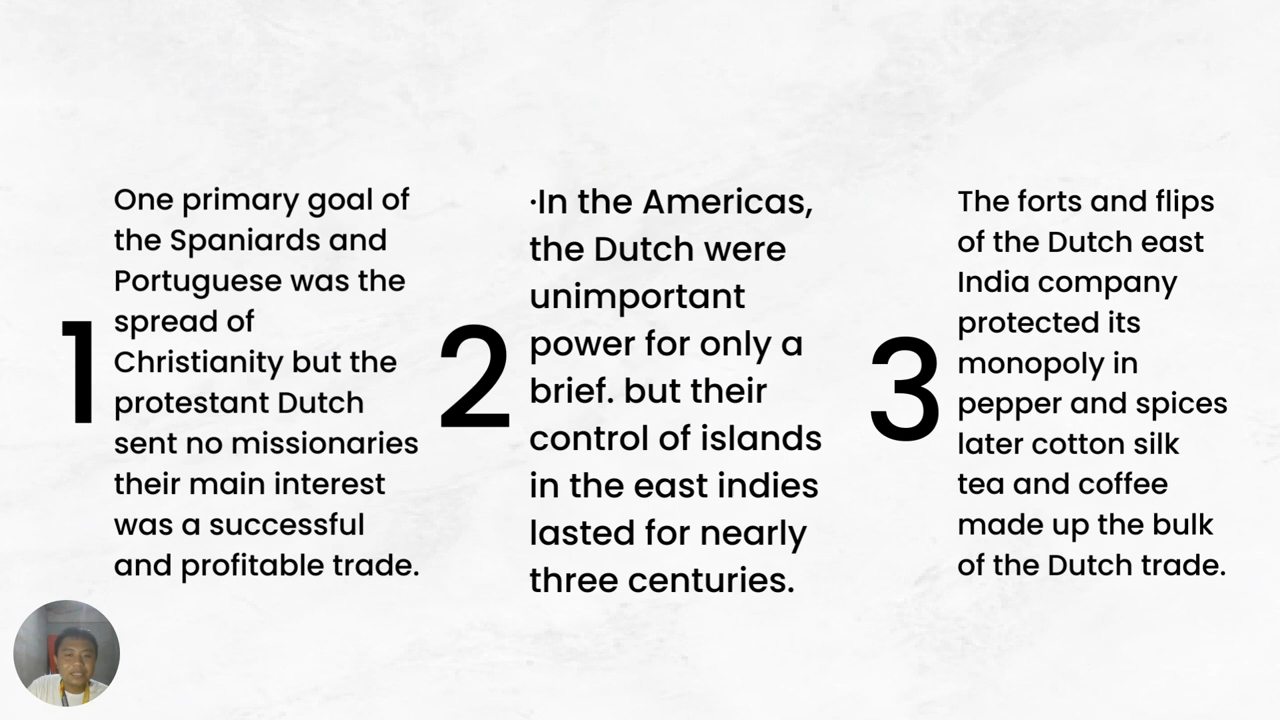 1
One primary goal of
the Spaniards and
Portuguese was the
spread of
Christianity but the
protestant Dutch
sent no missionaries
their main interest
was a successful
and profitable trade.
2
·In the Americas,
the Dutch were
unimportant
power for only a
brief. but their
control of islands
in the east indies
lasted for nearly
three centuries.
3
The forts and flips
of the Dutch east
India company
protected its
monopoly in
pepper and spices
later cotton silk
tea and coffee
made up the bulk
of the Dutch trade.